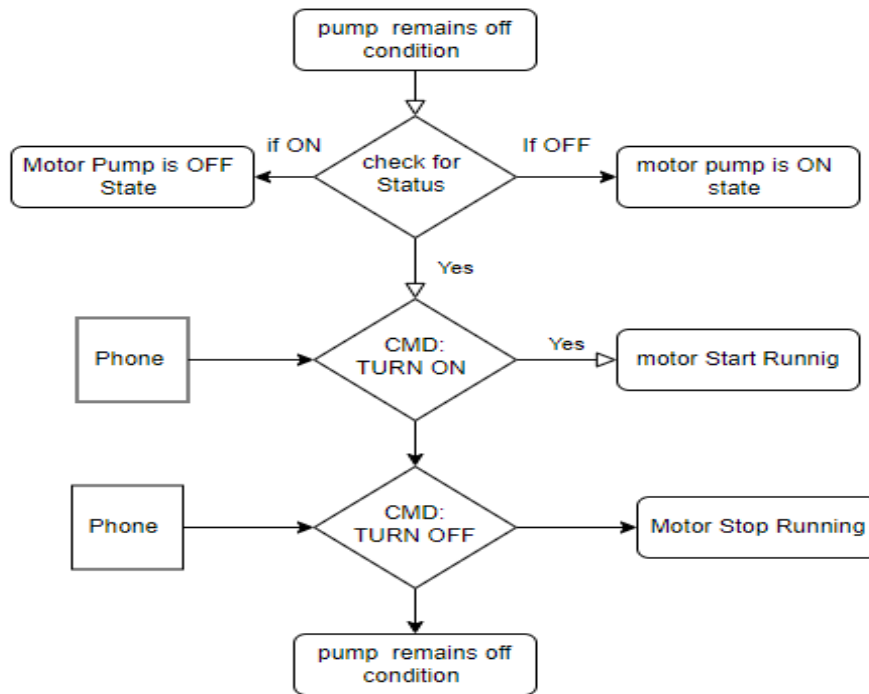 pump remains off
condition
if ON
If OFF
Motor Pump is OFF
State
check for
Status
motor pump is ON
state
Yes
Phone
CMD:
TURN ON
Yes
motor Start Runnig
Phone
CMD:
TURN OFF
Motor Stop Running
pump remains off
condition